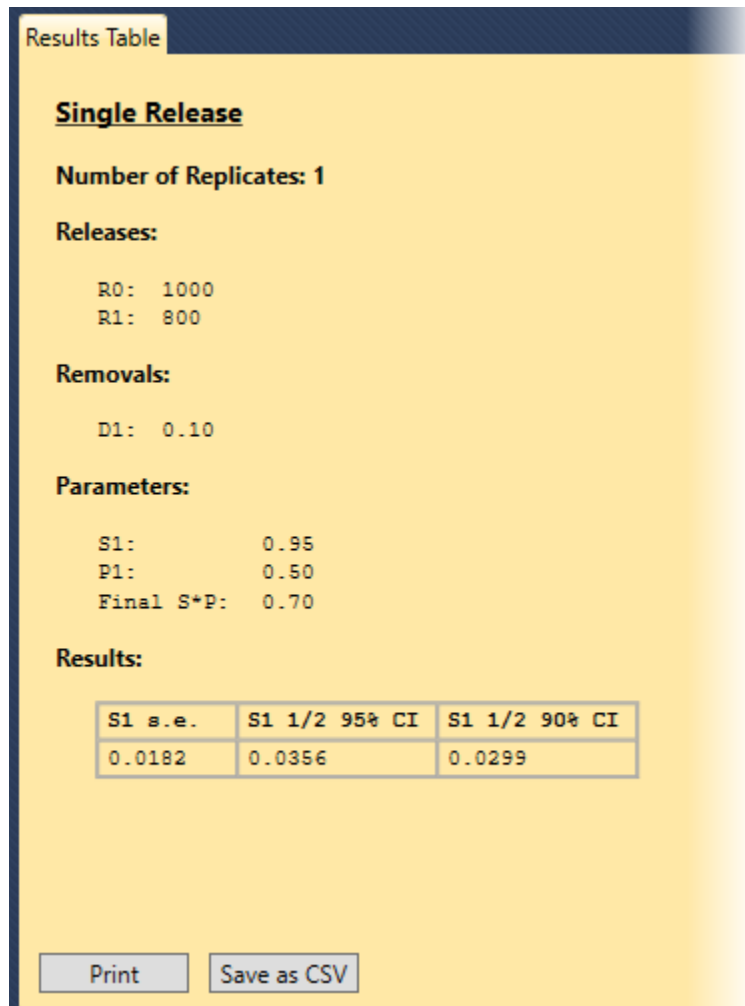 Results Table
Single Release
Number of Replicates: 1
Releases:
R0: 1000
R1: 800
Removals:
D1: 0.10
Parameters:
S1: 0.95
P1: 0.50
Final S*P: 0.70
Results:
S1 s.e. S1 1/2 95% CI S1 1/2 90% CI
0.0182 0.0356 0.0299
Print Save as CSV